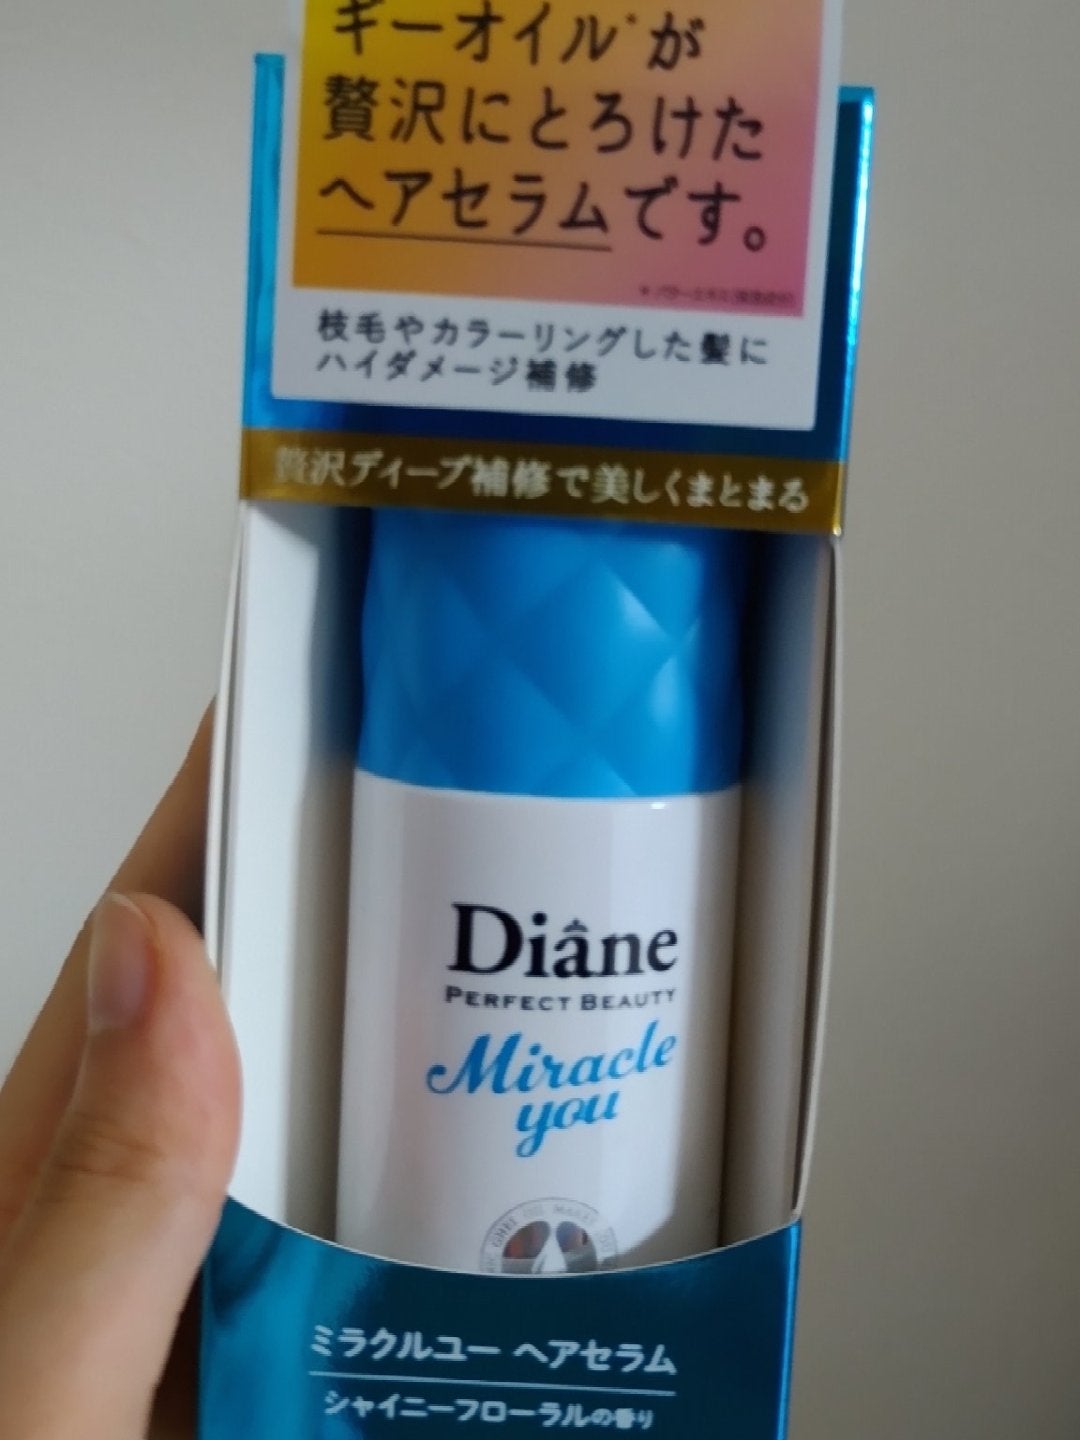 ギーオイル*が
贅沢にとろけた
ヘアセラムです。
枝毛やカラーリングした髪に
ハイダメージ補修
贅沢ディープ補修で美しくまとまる
Diâne
PERFECT BEAUTY
Miracle
you
ミラクルユー ヘアセラム
シャイニーフローラルの香り